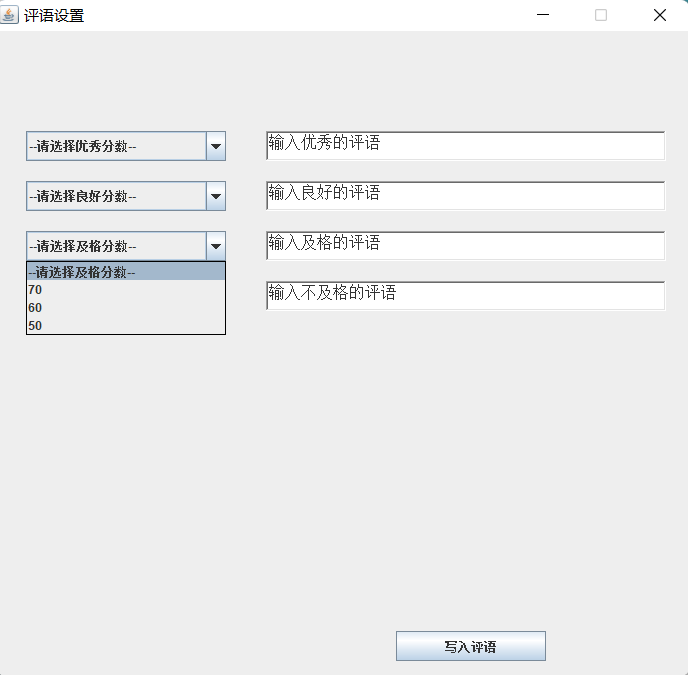 评语设置
--请选择优秀分数--
输入优秀的评语
--请选择良好分数--
输入良好的评语
--请选择及格分数--
输入及格的评语
--请选择及格分数--
70
60
50
输入不及格的评语
写入评语